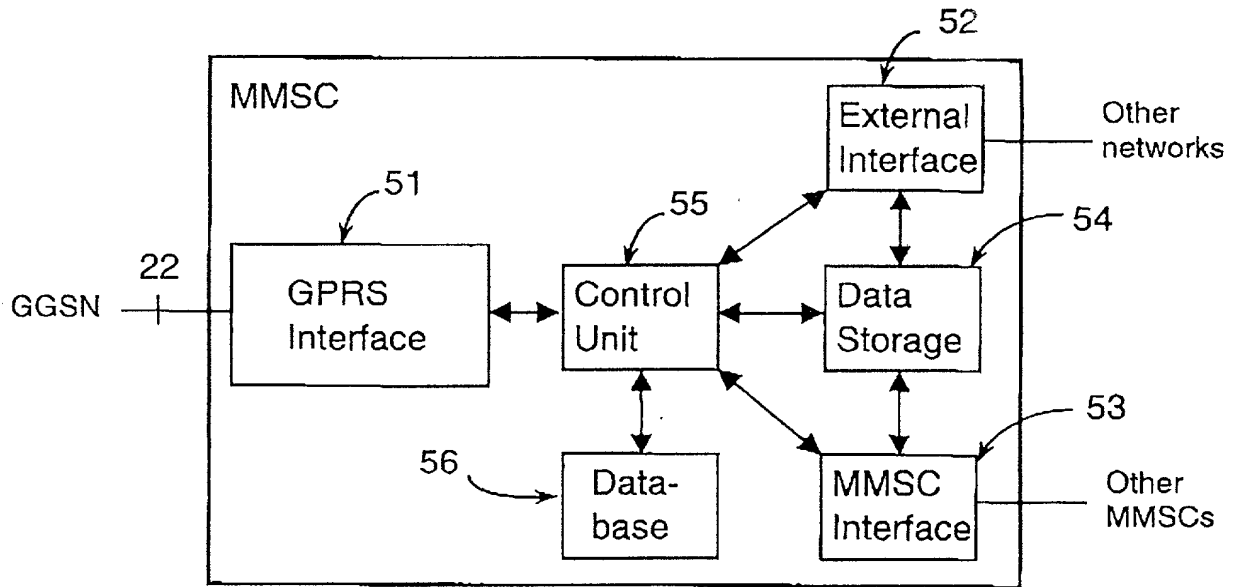 52
MMSC
External
Interface
Other
networks
51
55
54
22
GGSN
GPRS
Interface
Control
Unit
Data
Storage
53
56
Data-
base
MMSC
Interface
Other
MMSCs